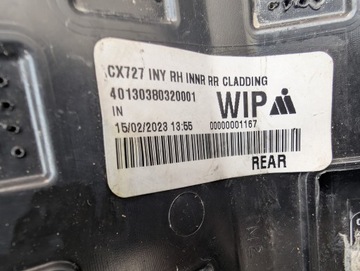 CX727 INY RH INNR RR CLADDING
40130380320001
IN
WIP
15/02/2023 13:55
00000001167
REAR